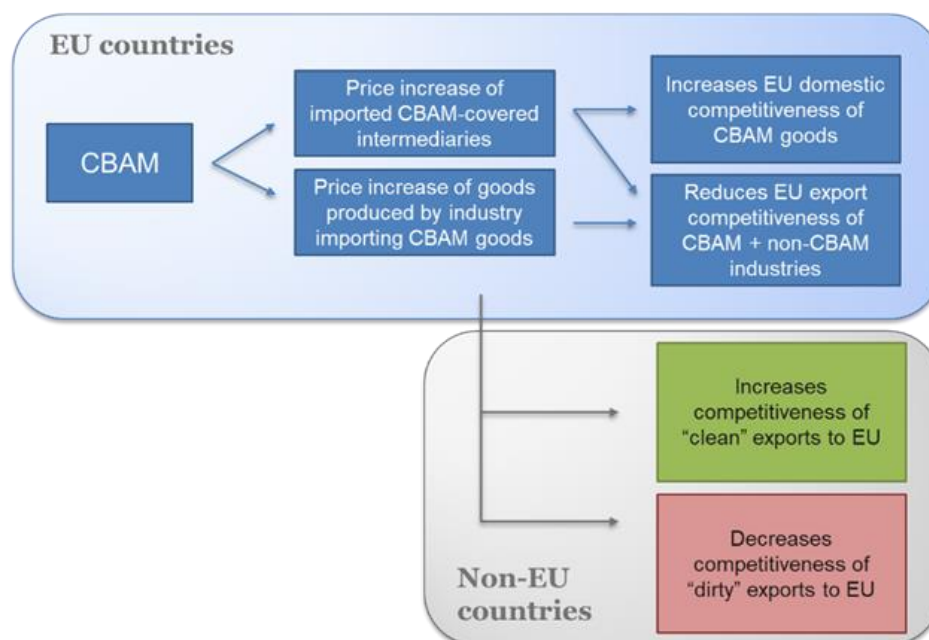 EU countries
CBAM
Price increase of
imported CBAM-covered
intermediaries
Price increase of goods
produced by industry
importing CBAM goods
Increases EU domestic
competitiveness of
CBAM goods
Reduces EU export
competitiveness of
CBAM + non-CBAM
industries
Increases
competitiveness of
“clean” exports to EU
Decreases
competitiveness of
“dirty” exports to EU
Non-EU
countries